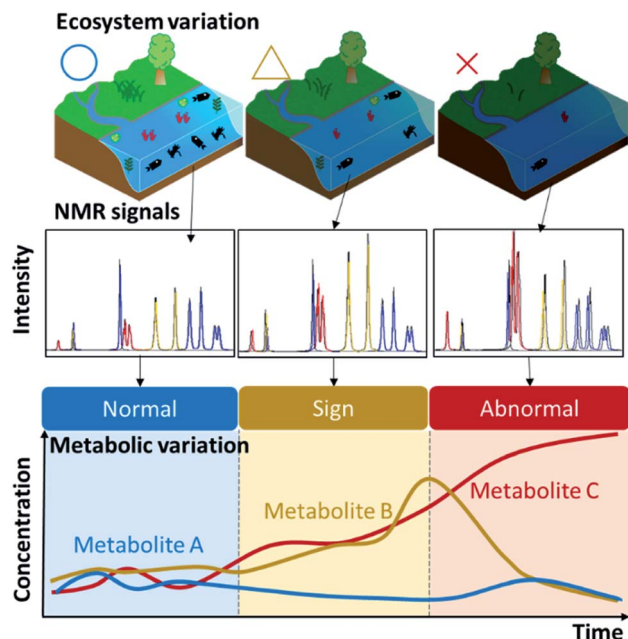 Ecosystem variation
NMR signals
Intensity
Normal
Sign
Abnormal
Metabolic variation
Concentration
Metabolite A
Metabolite B
Metabolite C
Time